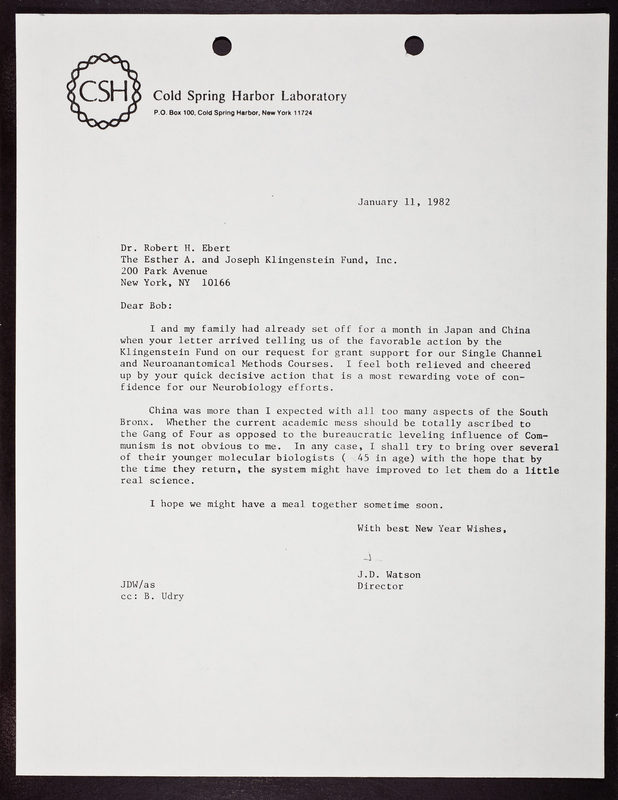 CSH
Cold Spring Harbor Laboratory
P.O. Box 100, Cold Spring Harbor, New York 11724
January 11, 1982
Dr. Robert H. Ebert
The Esther A. and Joseph Klingenstein Fund, Inc.
200 Park Avenue
New York, NY 10166
Dear Bob:
I and my family had already set off for a month in Japan and China
when your letter arrived telling us of the favorable action by the
Klingenstein Fund on our request for grant support for our Single Channel
and Neuroanantomical Methods Courses. I feel both relieved and cheered
up by your quick decisive action that is a most rewarding vote of con-
fidence for our Neurobiology efforts.
China was more than I expected with all too many aspects of the South
Bronx. Whether the current academic mess should be totally ascribed to
the Gang of Four as opposed to the bureaucratic leveling influence of Com-
munism is not obvious to me. In any case, I shall try to bring over several
of their younger molecular biologists ( 45 in age) with the hope that by
the time they return, the system might have improved to let them do a little
real science.
I hope we might have a meal together sometime soon.
With best New Year Wishes,
J.D. Watson
Director
JDW/as
cc: B. Udry